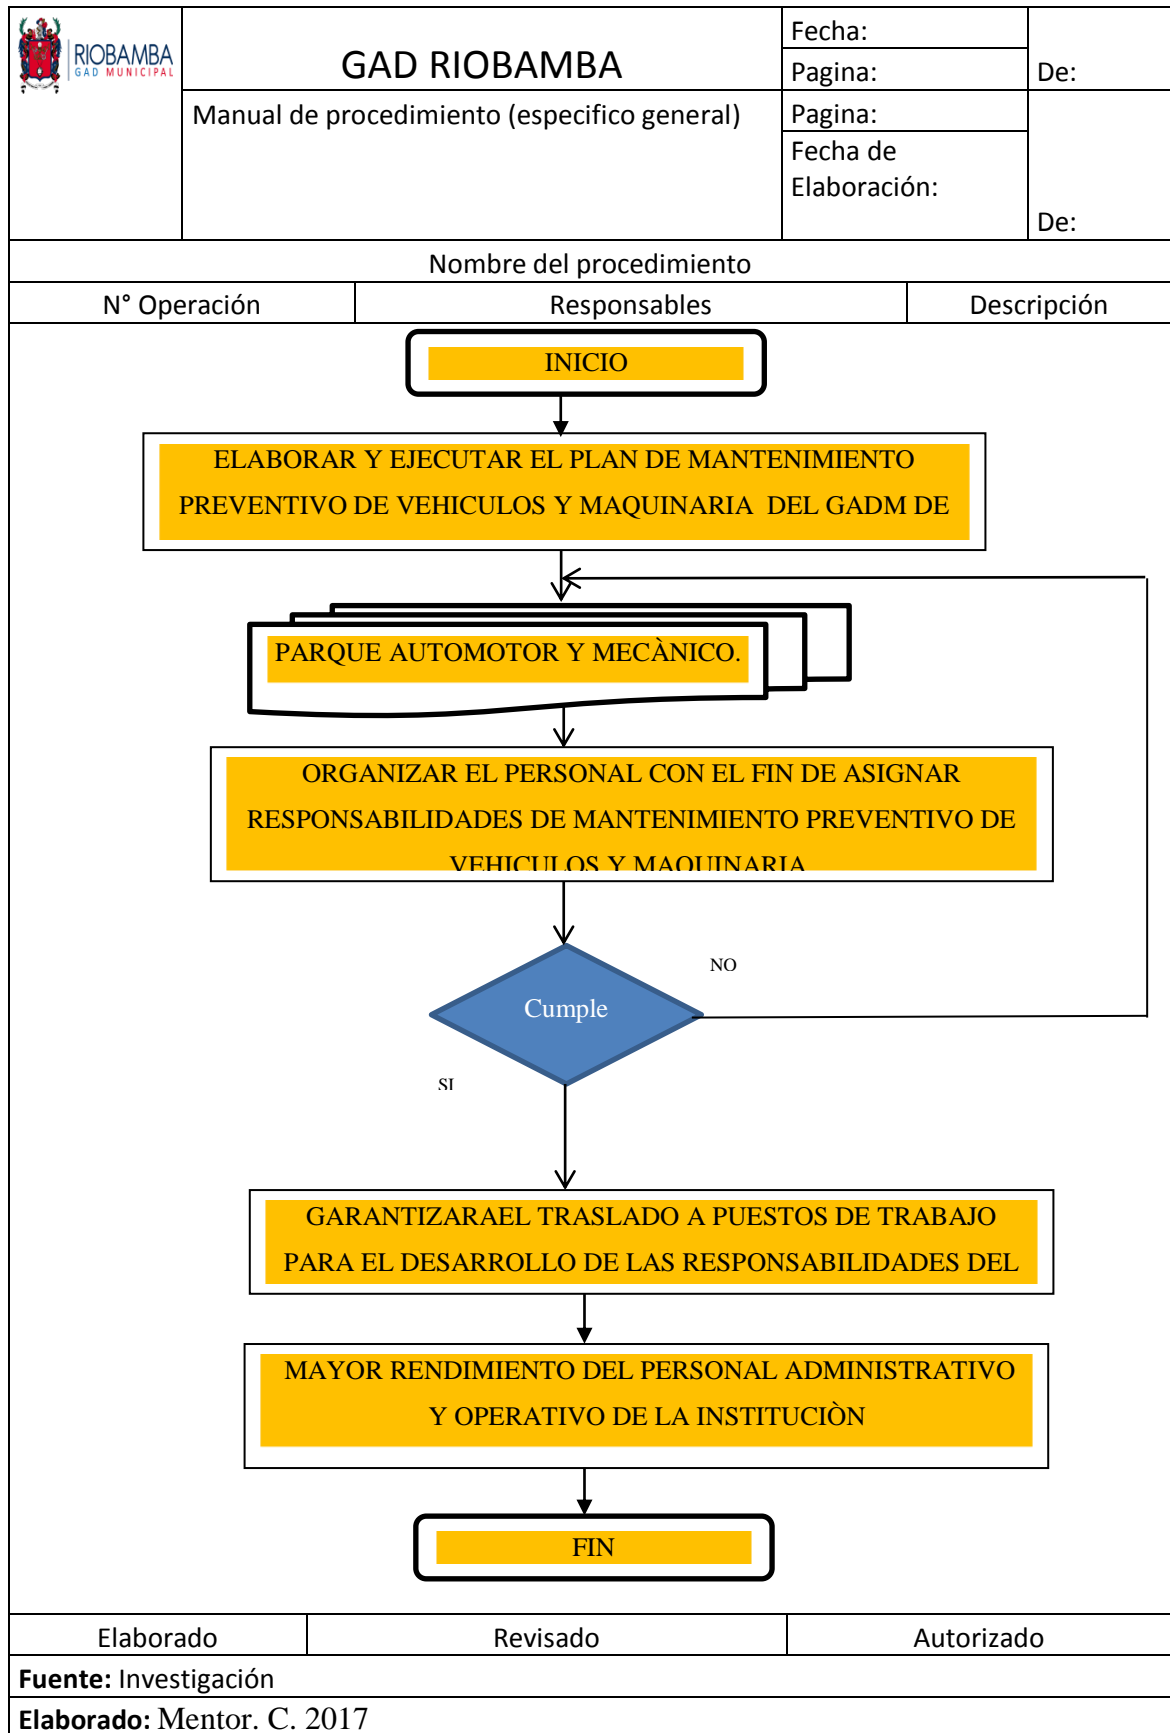 RIOBAMBA
GAD MUNICIPAL
GAD RIOBAMBA
Fecha:
Pagina:
De:
Manual de procedimiento (especifico general)
Pagina:
Fecha de
Elaboración:
De:
Nombre del procedimiento
N° Operación
Responsables
Descripción
INICIO
ELABORAR Y EJECUTAR EL PLAN DE MANTENIMIENTO
PREVENTIVO DE VEHICULOS Y MAQUINARIA DEL GADM DE
PARQUE AUTOMOTOR Y MECÀNICO.
ORGANIZAR EL PERSONAL CON EL FIN DE ASIGNAR
RESPONSABILIDADES DE MANTENIMIENTO PREVENTIVO DE
VEHICULOS Y MAQUINARIA
NO
Cumple
SI
GARANTIZARAEL TRASLADO A PUESTOS DE TRABAJO
PARA EL DESARROLLO DE LAS RESPONSABILIDADES DEL
MAYOR RENDIMIENTO DEL PERSONAL ADMINISTRATIVO
Y OPERATIVO DE LA INSTITUCIÒN
FIN
Elaborado
Revisado
Autorizado
Fuente: Investigación
Elaborado: Mentor. C. 2017